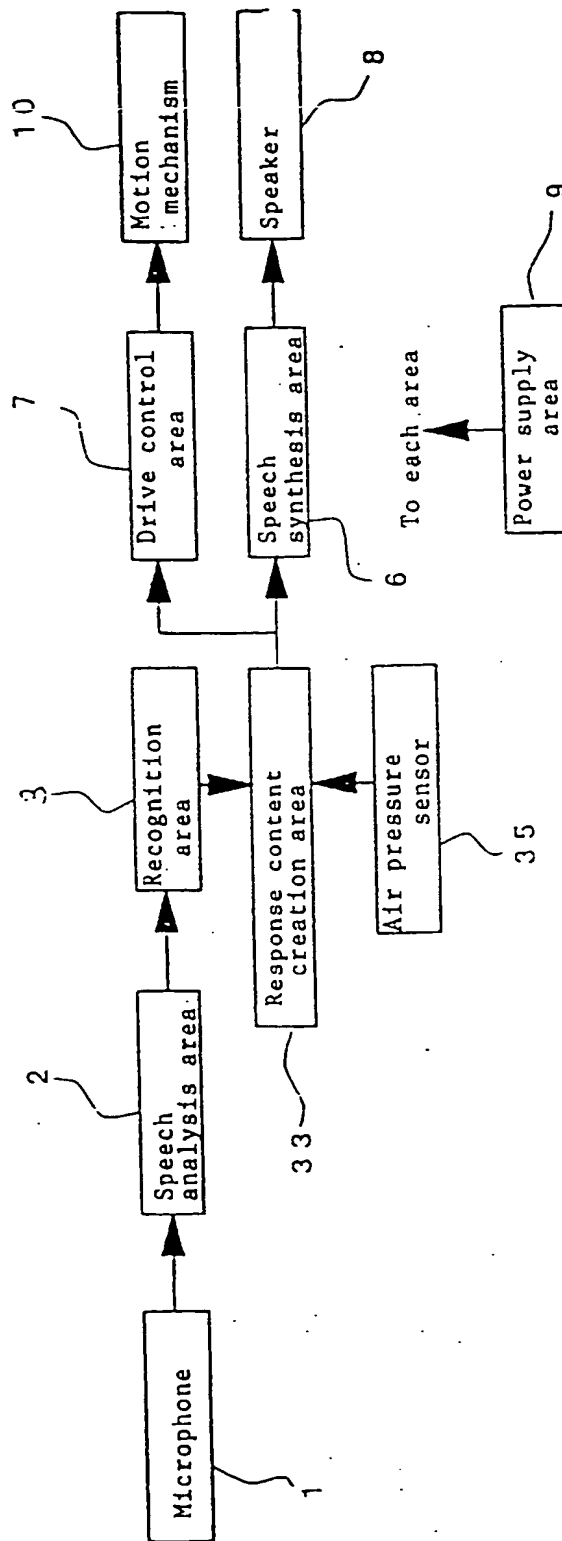 Microphone
1
Speech
analysis area
2
Recognition
area
3
Response content
creation area
33
Air pressure
sensor
35
Drive control
area
7
Motion
mechanism
10
Speech
synthesis area
6
Speaker
8
To each area
Power supply
area
9